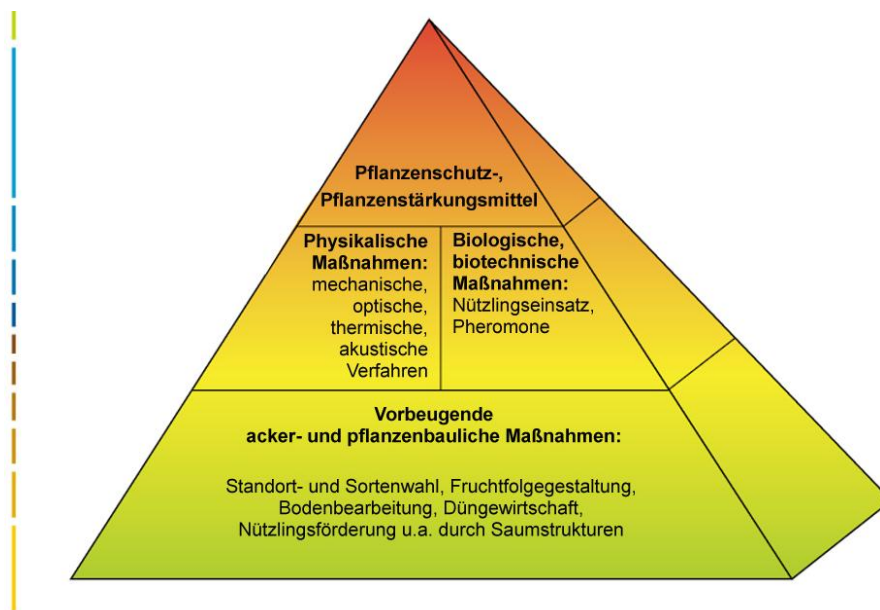 Pflanzenschutz-,
Pflanzenstärkungsmittel
Physikalische
Maßnahmen:
mechanische,
optische,
thermische,
akustische
Verfahren
Biologische,
biotechnische
Maßnahmen:
Nützlingseinsatz,
Pheromone
Vorbeugende
acker- und pflanzenbauliche Maßnahmen:
Standort- und Sortenwahl, Fruchtfolgegestaltung,
Bodenbearbeitung, Düngewirtschaft,
Nützlingsförderung u.a. durch Saumstrukturen